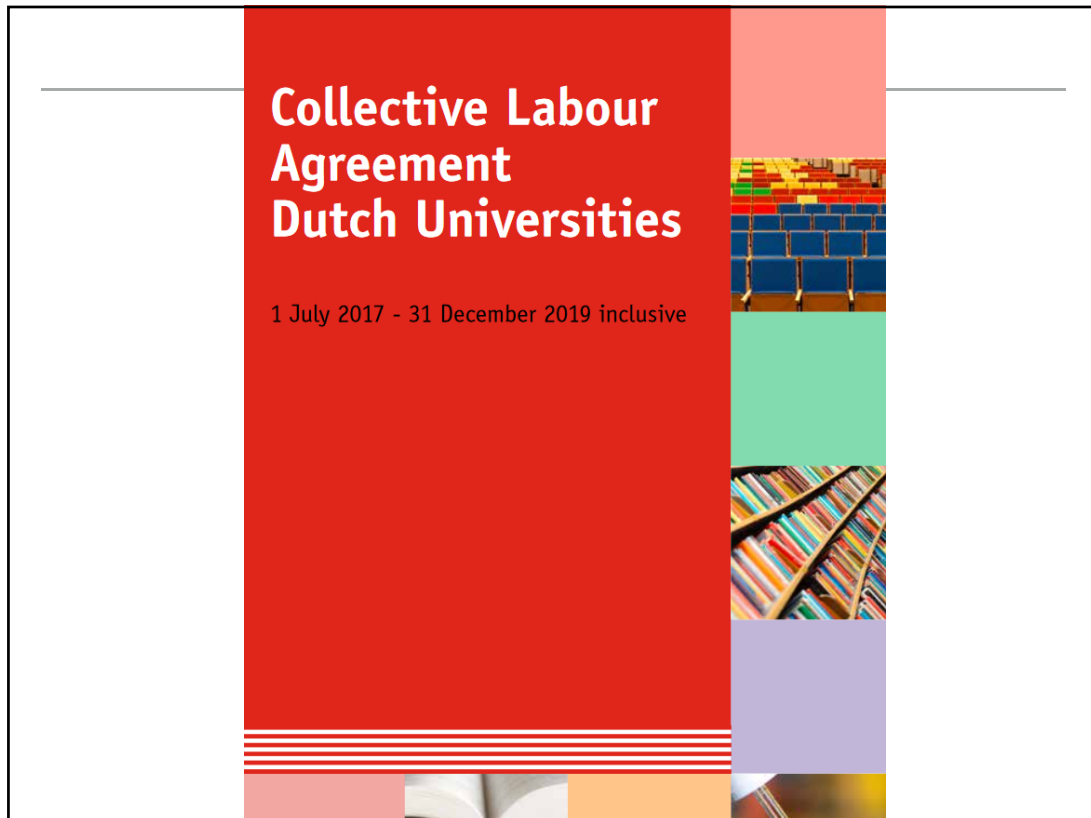 Collective Labour
Agreement
Dutch Universities
1 July 2017 - 31 December 2019 inclusive